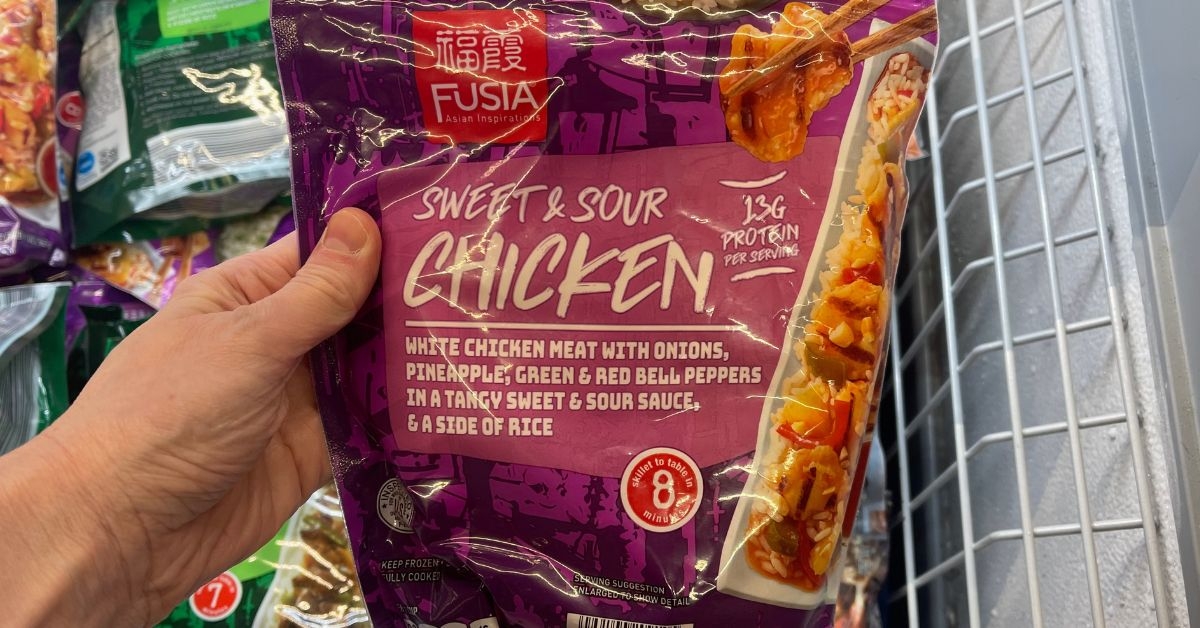 福霞
FUSIA
Asian Inspirations
SWEET & SOUR
CHICKEN
13G
PROTEIN
PER SERVING
WHITE CHICKEN MEAT WITH ONIONS,
PINEAPPLE, GREEN & RED BELL PEPPERS
IN A TANGY SWEET & SOUR SAUCE,
& A SIDE OF RICE
skillet to table in
8
minutes
KEEP FROZEN
FULLY COOKED
SERVING SUGGESTION
ENLARGED TO SHOW DETAIL
7